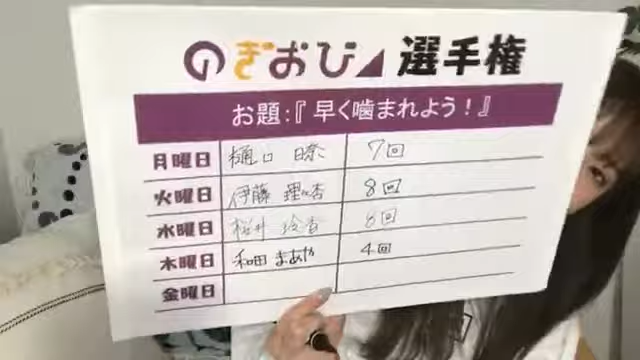 のぎおび⊿選手権
お題:『早く噛まれよう!』
月曜日 樋口 日奈 7回
火曜日 伊藤 理々杏 8回
水曜日 桜井 玲香 8回
木曜日 和田 まあや 4回
金曜日